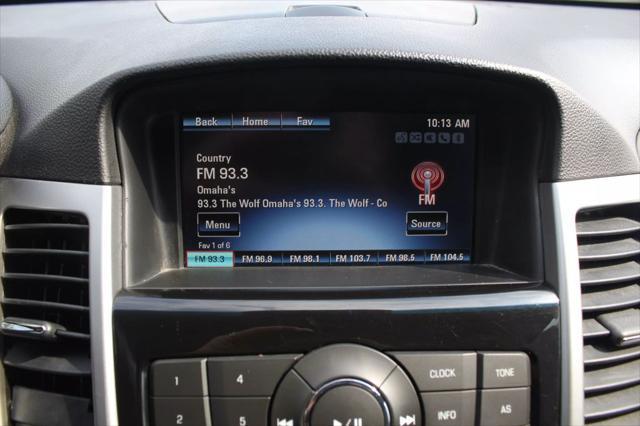 Back Home Fav 10:13 AM
Country
FM 93.3
Omaha's
93.3 The Wolf Omaha's 93.3. The Wolf - Co
FM
Menu Source
Fav 1 of 6
FM 93.3 FM 96.9 FM 98.1 FM 103.7 FM 98.5 FM 104.5
1 4 CLOCK TONE
2 5 INFO AS